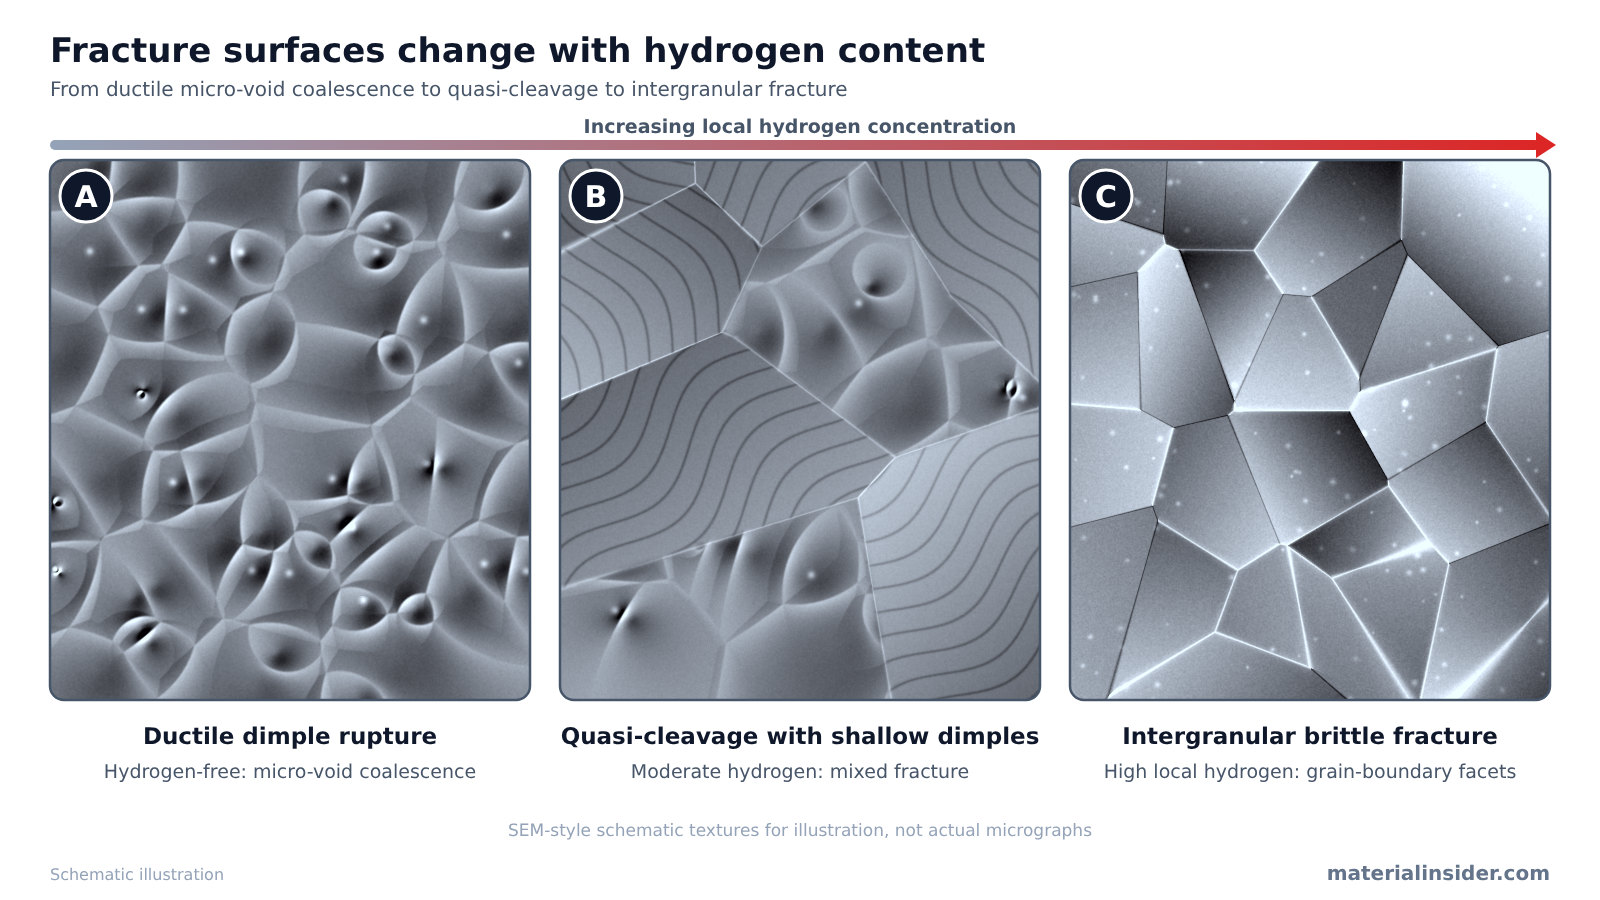 Fracture surfaces change with hydrogen content
From ductile micro-void coalescence to quasi-cleavage to intergranular fracture
Increasing local hydrogen concentration
A
B
C
Ductile dimple rupture
Hydrogen-free: micro-void coalescence
Quasi-cleavage with shallow dimples
Moderate hydrogen: mixed fracture
Intergranular brittle fracture
High local hydrogen: grain-boundary facets
SEM-style schematic textures for illustration, not actual micrographs
Schematic illustration
materialinsider.com